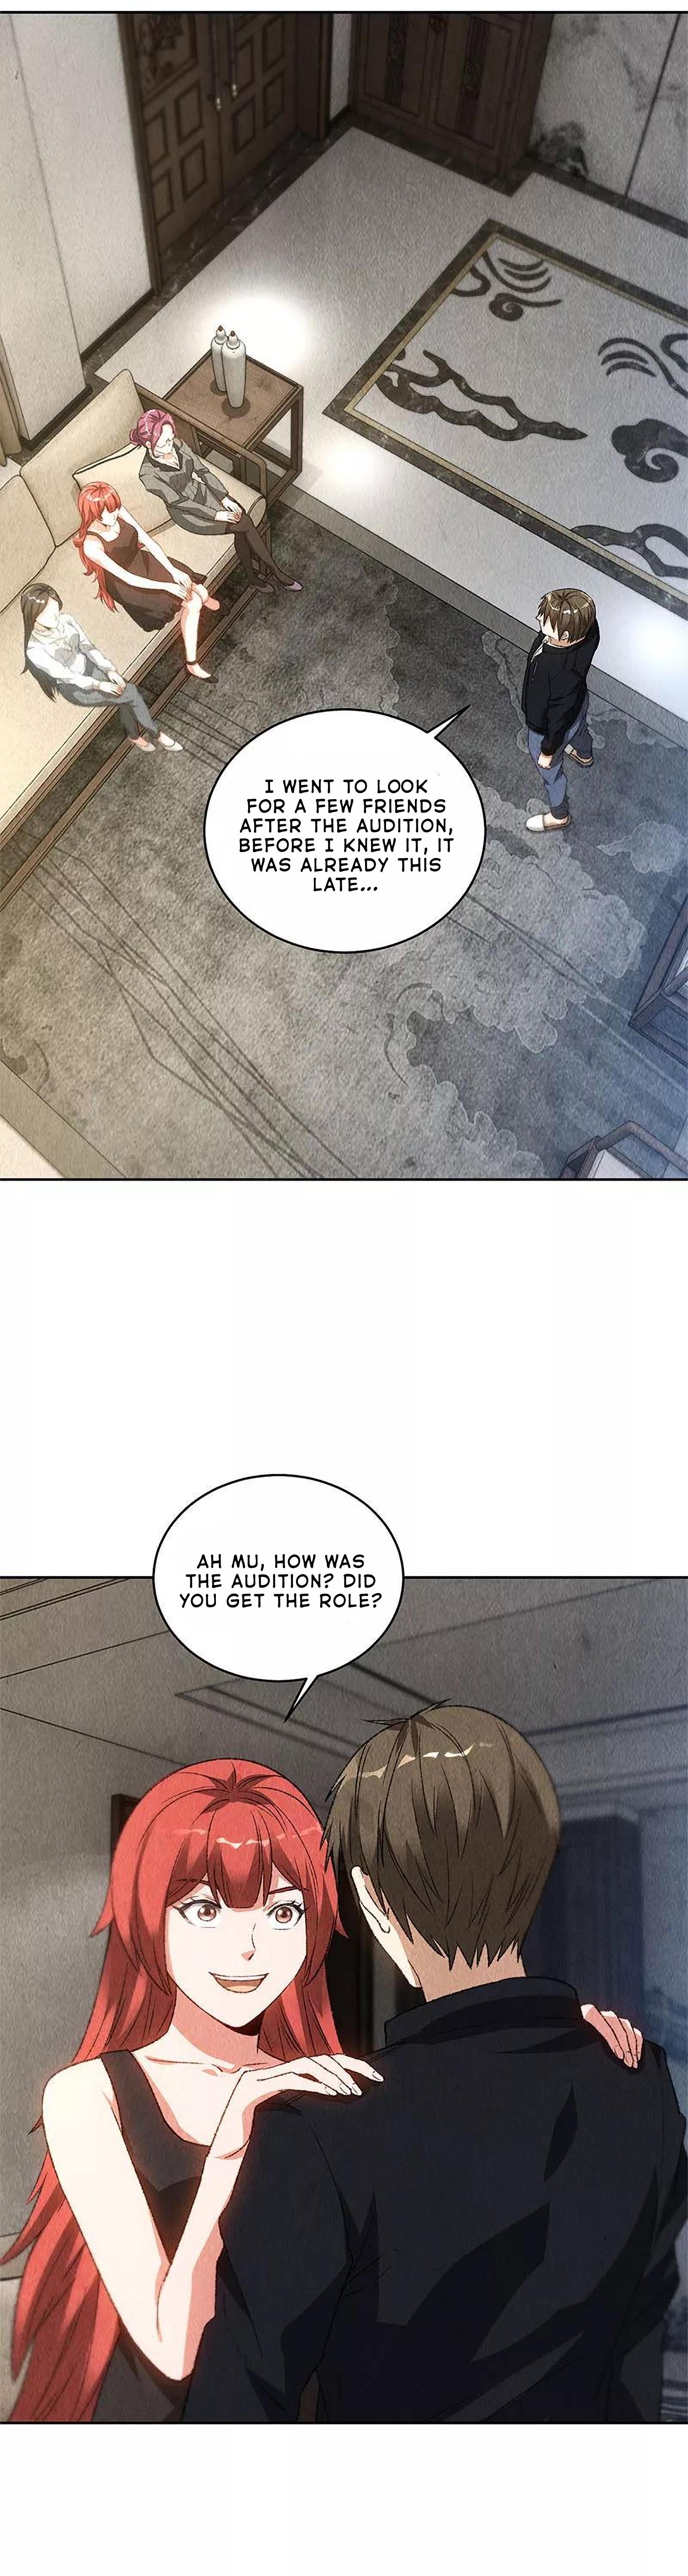 I WENT TO LOOK
FOR A FEW FRIENDS
AFTER THE AUDITION,
BEFORE I KNEW IT, IT
WAS ALREADY THIS
LATE...
AH MU, HOW WAS
THE AUDITION? DID
YOU GET THE ROLE?